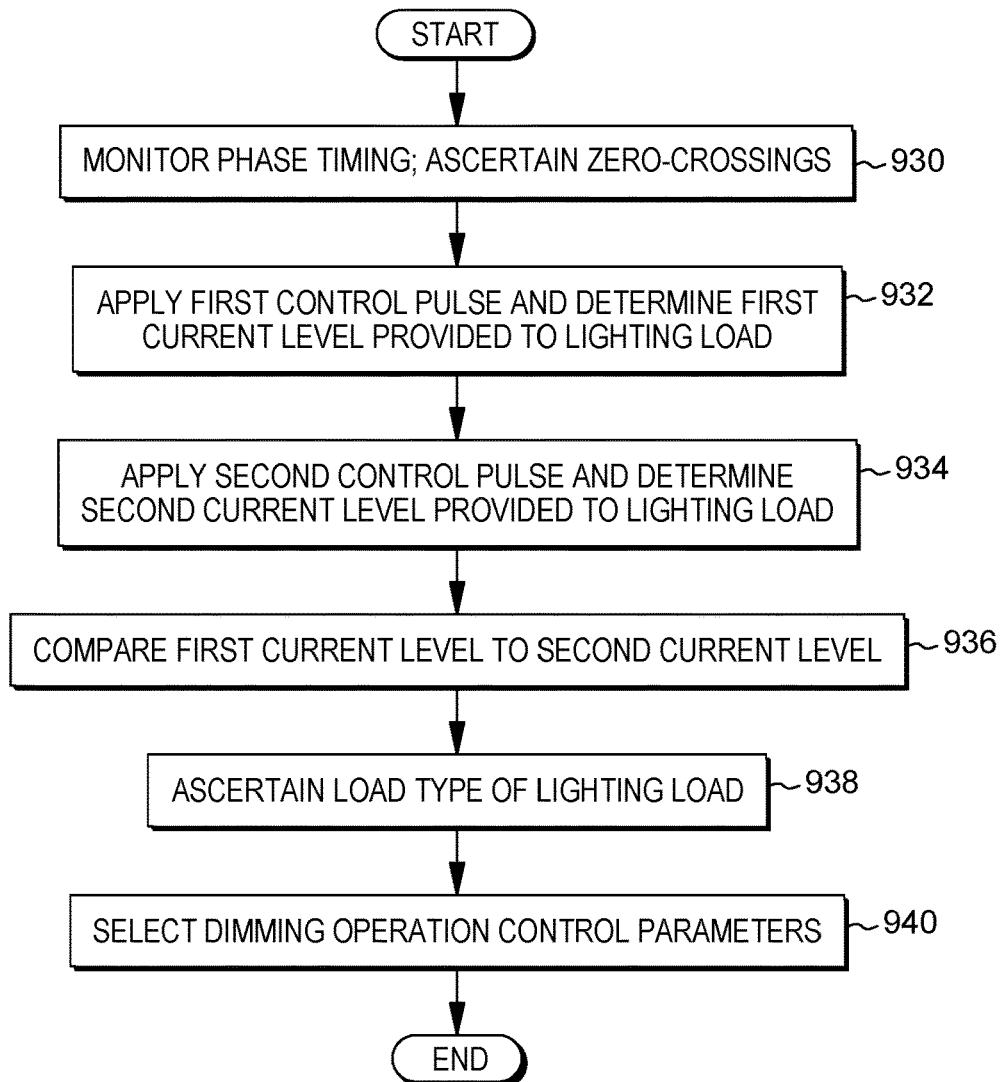 START
MONITOR PHASE TIMING; ASCERTAIN ZERO-CROSSINGS
930
APPLY FIRST CONTROL PULSE AND DETERMINE FIRST
CURRENT LEVEL PROVIDED TO LIGHTING LOAD
932
APPLY SECOND CONTROL PULSE AND DETERMINE
SECOND CURRENT LEVEL PROVIDED TO LIGHTING LOAD
934
COMPARE FIRST CURRENT LEVEL TO SECOND CURRENT LEVEL
936
ASCERTAIN LOAD TYPE OF LIGHTING LOAD
938
SELECT DIMMING OPERATION CONTROL PARAMETERS
940
END